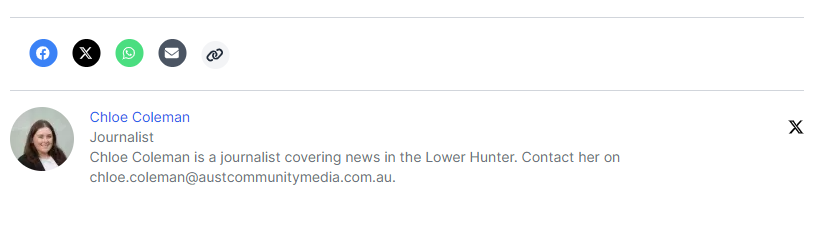 Chloe Coleman
Journalist
Chloe Coleman is a journalist covering news in the Lower Hunter. Contact her on
chloe.coleman@austcommunitymedia.com.au.